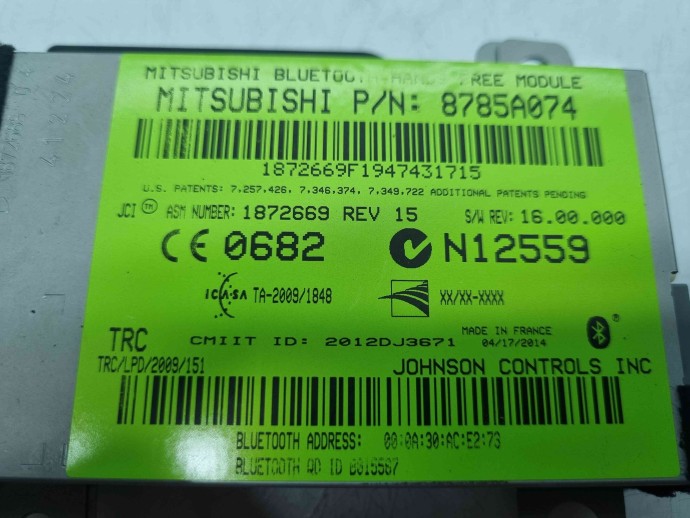 MITSUBISHI BLUETOOTH HANDS FREE MODULE
MITSUBISHI P/N: 8785A074
1872669F1947431715
U.S. PATENTS: 7,257,426, 7,346,374, 7,349,722 ADDITIONAL PATENTS PENDING
JCI TM ASM NUMBER: 1872669 REV 15 S/W REV: 16.00.000
CE 0682 N12559
ICASA TA-2009/1848 XX/XX-XXXX
TRC CMIIT ID: 2012DJ3671 MADE IN FRANCE
04/17/2014
TRC/LPD/2009/151 JOHNSON CONTROLS INC
BLUETOOTH ADDRESS: 00:0A:30:AC:E2:73
BLUETOOTH QD ID B016567